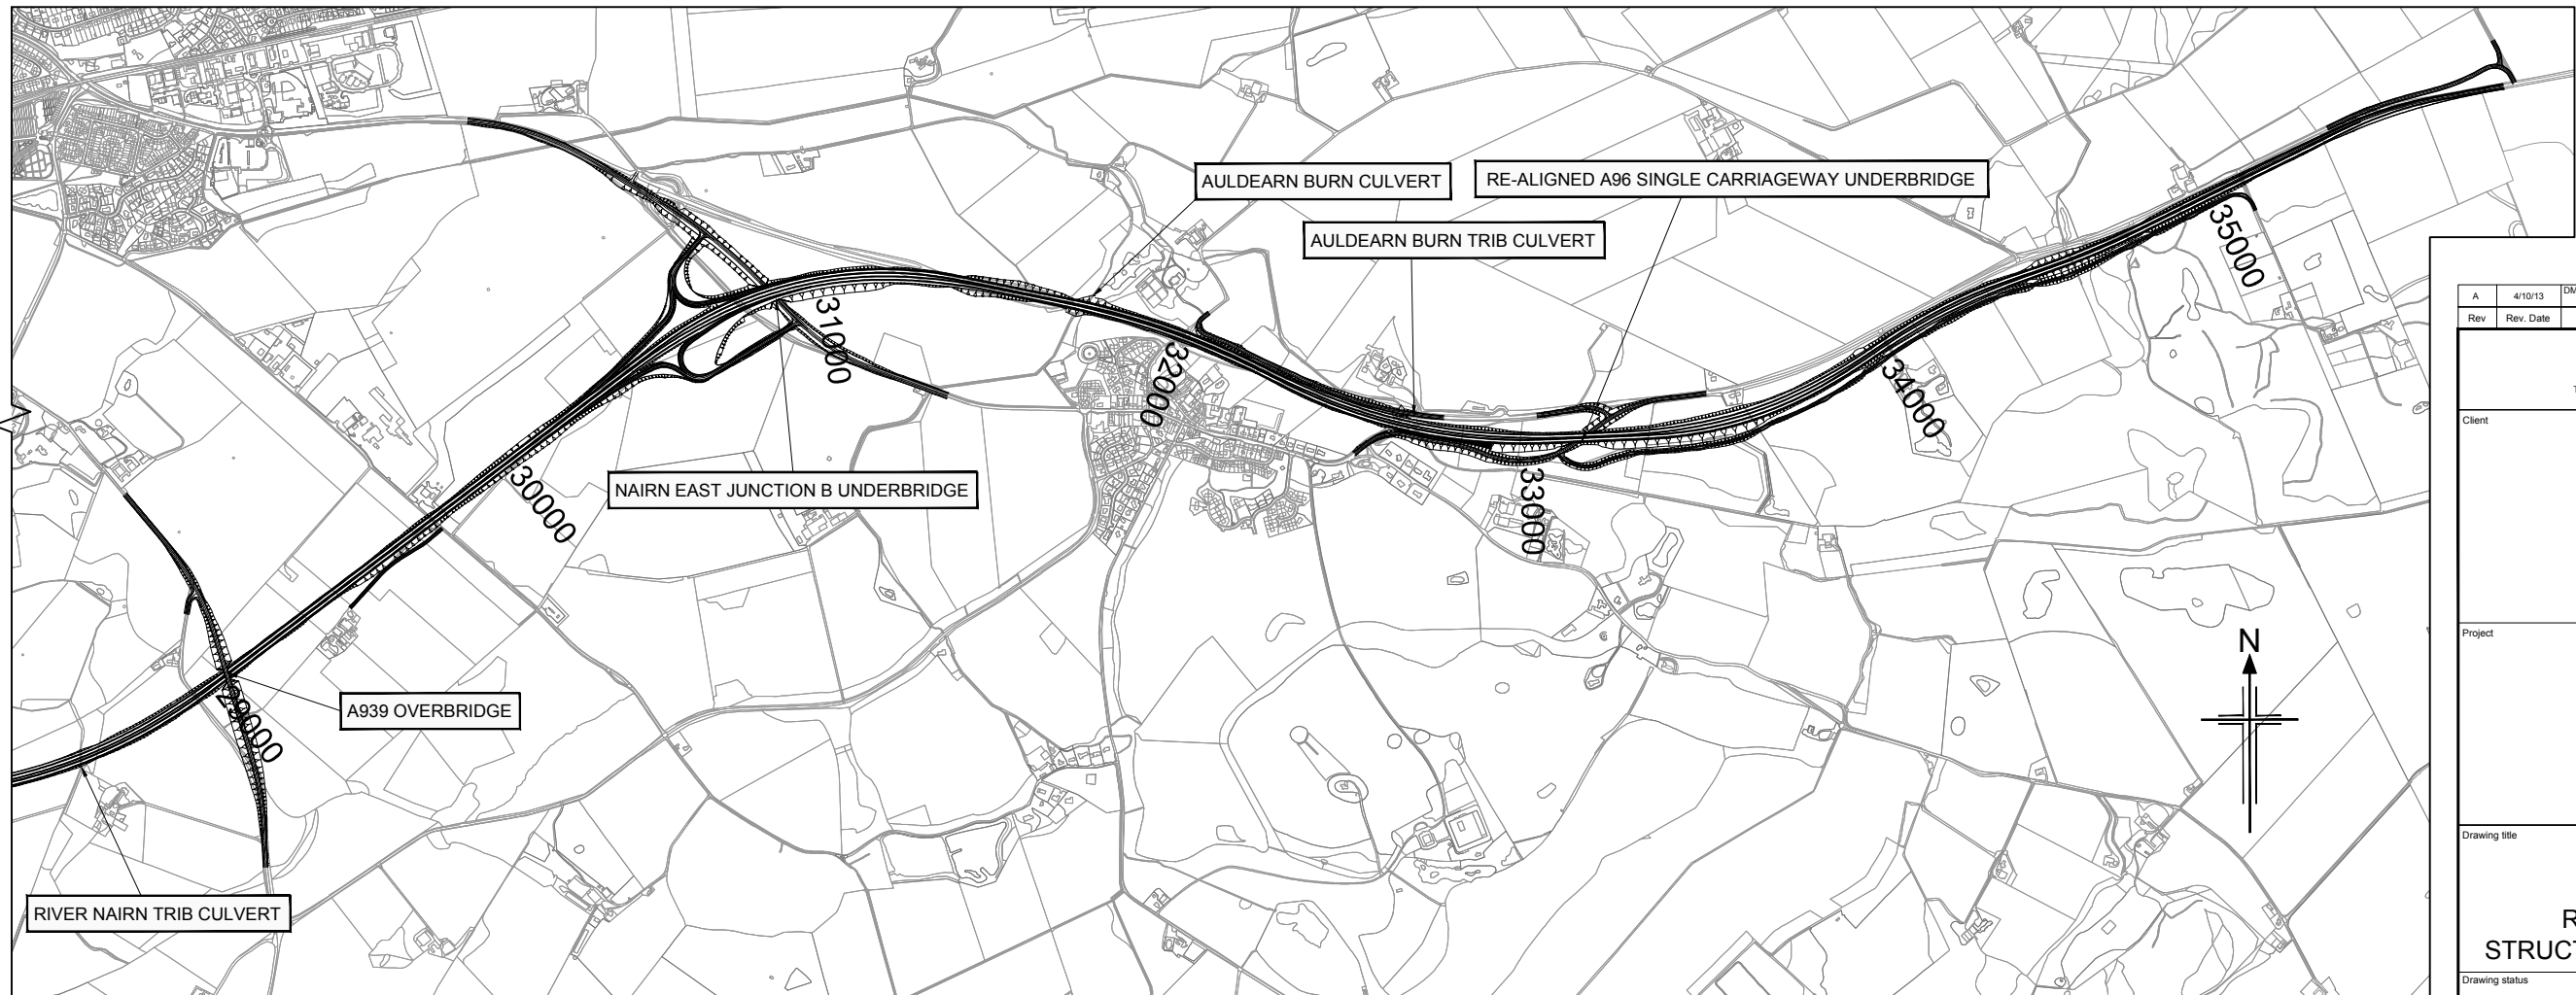 AULDEARN BURN CULVERT
RE-ALIGNED A96 SINGLE CARRIAGEWAY UNDERBRIDGE
AULDEARN BURN TRIB CULVERT
35000
31000
32000
34000
NAIRN EAST JUNCTION B UNDERBRIDGE
30000
33000
A939 OVERBRIDGE
29000
RIVER NAIRN TRIB CULVERT
N
A 4/10/13
Rev Rev. Date
Client
Project
Drawing title
STRUCT
Drawing status